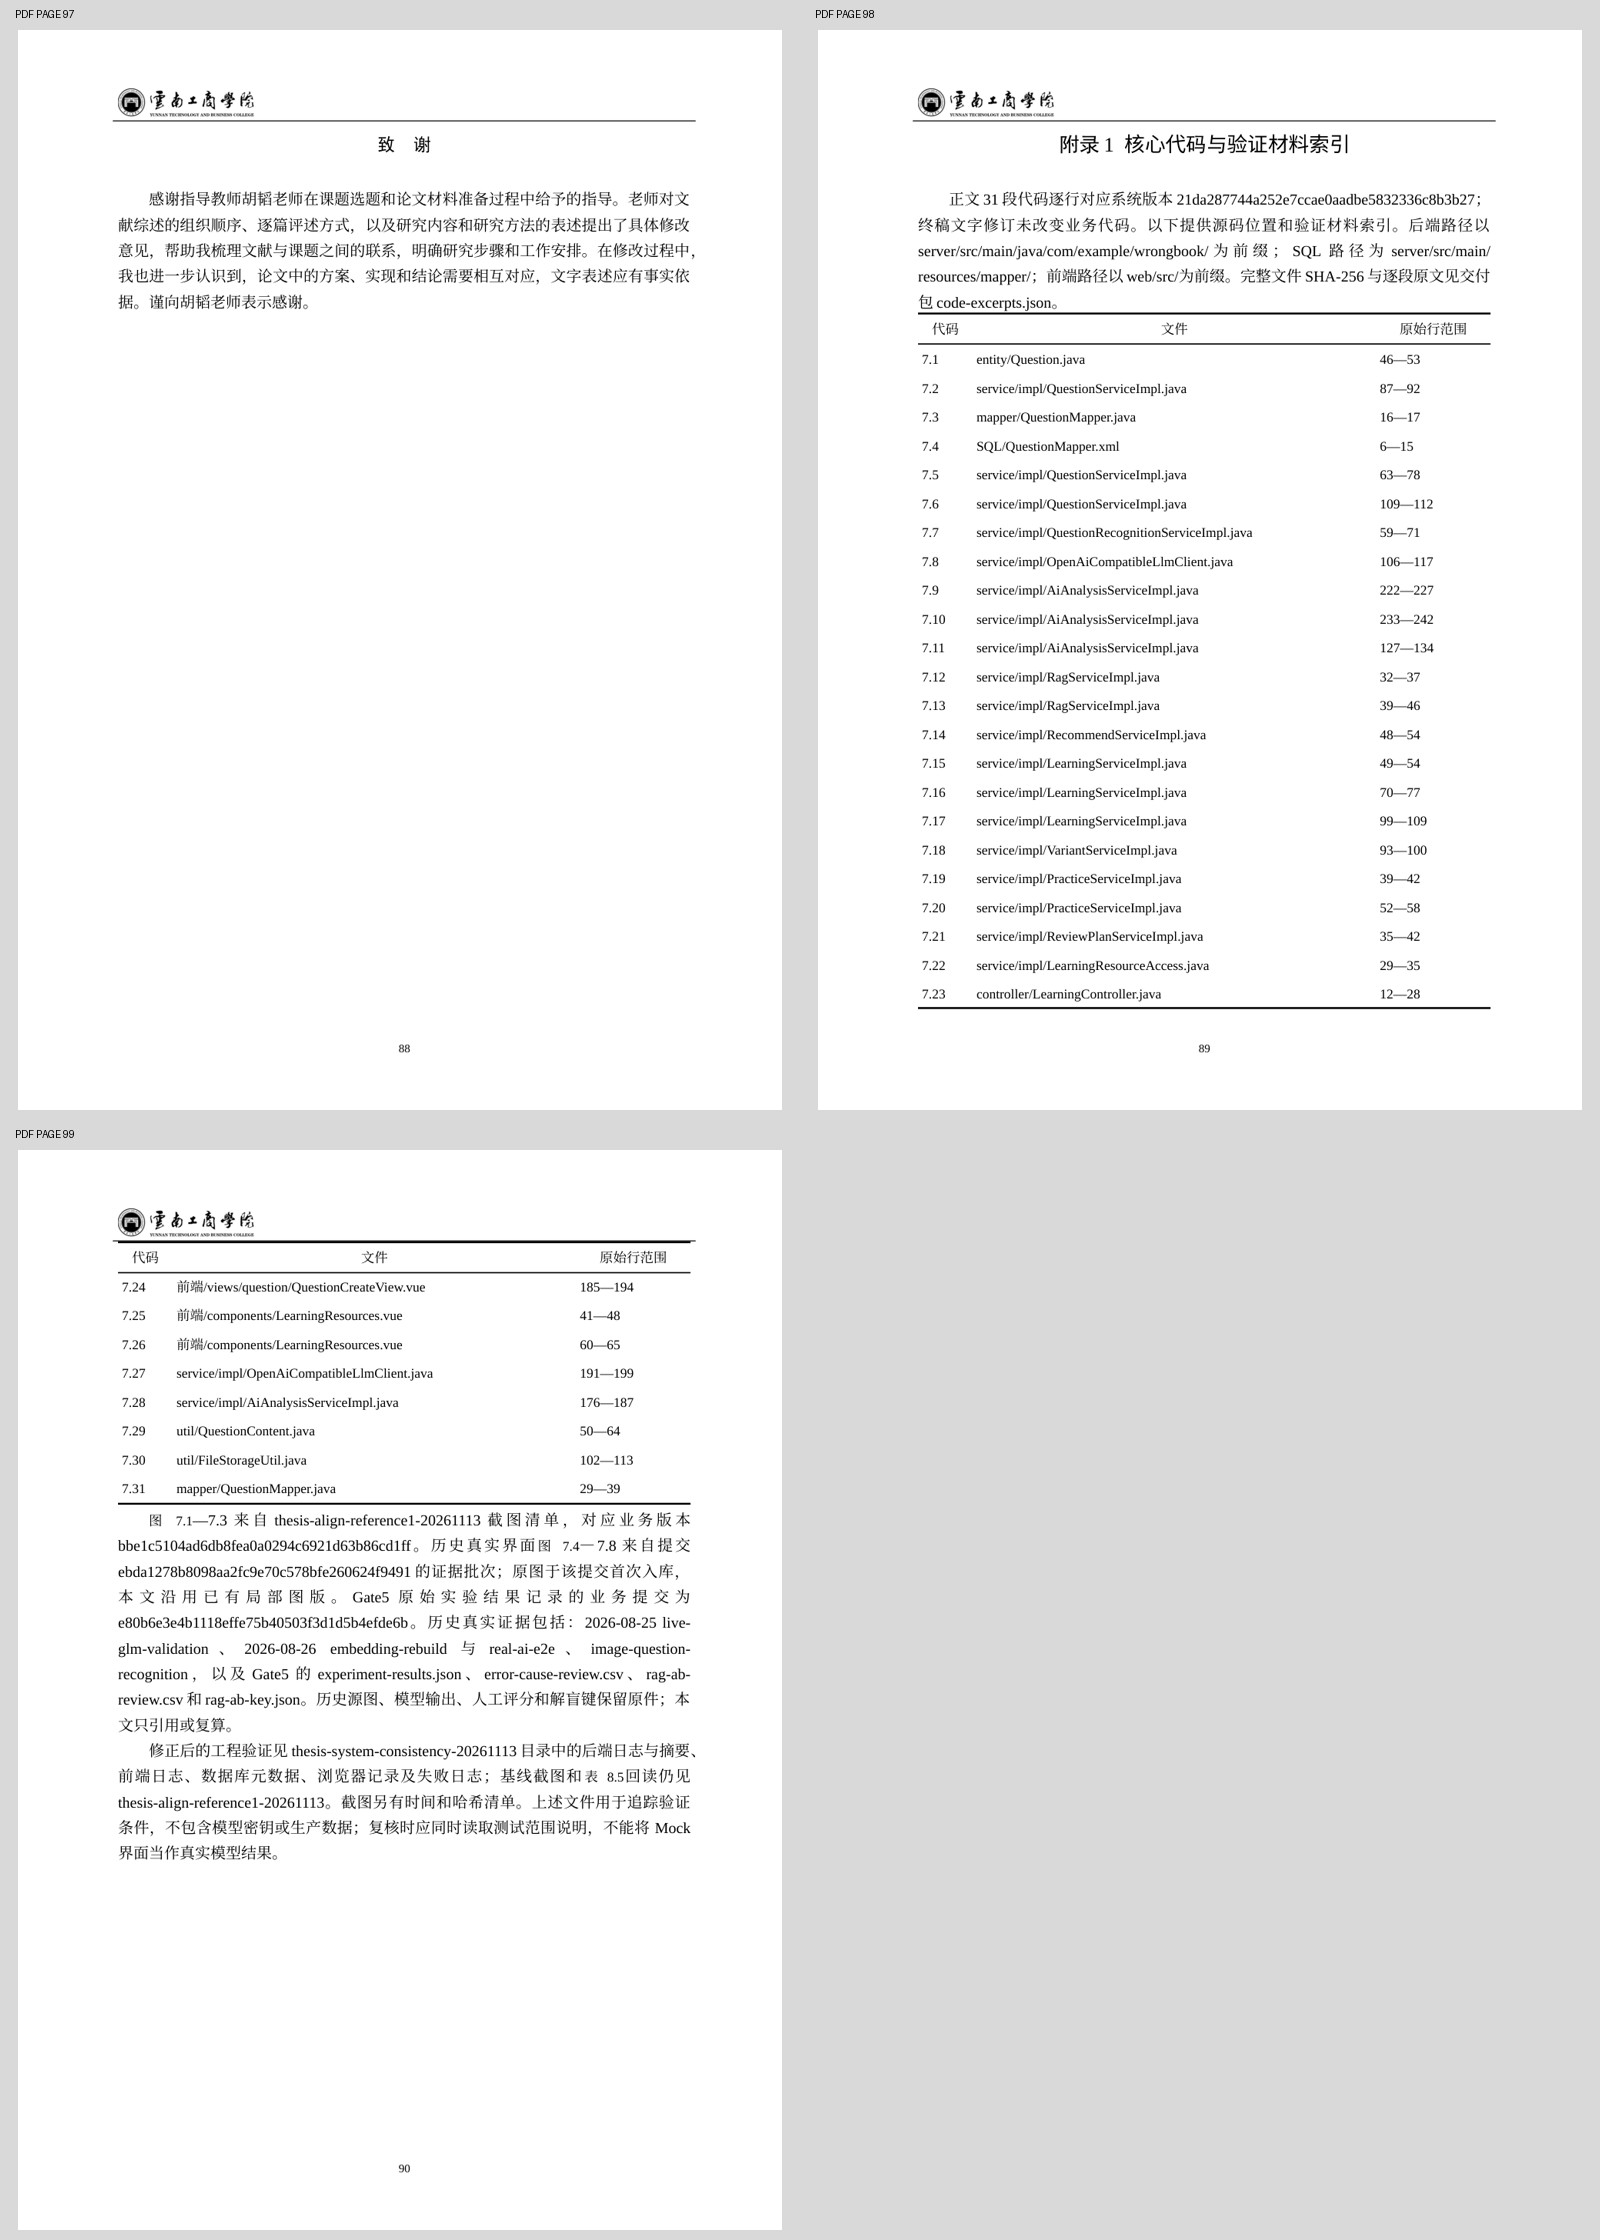 PDF PAGE 97
雲南工商學院
YUNNAN TECHNOLOGY AND BUSINESS COLLEGE
致 谢
感谢指导教师胡韬老师在课题选题和论文材料准备过程中给予的指导。老师对文
献综述的组织顺序、逐篇评述方式，以及研究内容和研究方法的表述提出了具体修改
意见，帮助我梳理文献与课题之间的联系，明确研究步骤和工作安排。在修改过程中，
我也进一步认识到，论文中的方案、实现和结论需要相互对应，文字表述应有事实依
据。谨向胡韬老师表示感谢。
88
PDF PAGE 98
雲南工商學院
YUNNAN TECHNOLOGY AND BUSINESS COLLEGE
附录 1 核心代码与验证材料索引
正文 31 段代码逐行对应系统版本 21da287744a252e7ccae0aadbe5832336c8b3b27；
终稿文字修订未改变业务代码。以下提供源码位置和验证材料索引。后端路径以
server/src/main/java/com/example/wrongbook/ 为前缀；SQL 路径为 server/src/main/
resources/mapper/；前端路径以 web/src/为前缀。完整文件 SHA-256 与逐段原文见交付
包 code-excerpts.json。
代码 文件 原始行范围
7.1 entity/Question.java 46—53
7.2 service/impl/QuestionServiceImpl.java 87—92
7.3 mapper/QuestionMapper.java 16—17
7.4 SQL/QuestionMapper.xml 6—15
7.5 service/impl/QuestionServiceImpl.java 63—78
7.6 service/impl/QuestionServiceImpl.java 109—112
7.7 service/impl/QuestionRecognitionServiceImpl.java 59—71
7.8 service/impl/OpenAiCompatibleLlmClient.java 106—117
7.9 service/impl/AiAnalysisServiceImpl.java 222—227
7.10 service/impl/AiAnalysisServiceImpl.java 233—242
7.11 service/impl/AiAnalysisServiceImpl.java 127—134
7.12 service/impl/RagServiceImpl.java 32—37
7.13 service/impl/RagServiceImpl.java 39—46
7.14 service/impl/RecommendServiceImpl.java 48—54
7.15 service/impl/LearningServiceImpl.java 49—54
7.16 service/impl/LearningServiceImpl.java 70—77
7.17 service/impl/LearningServiceImpl.java 99—109
7.18 service/impl/VariantServiceImpl.java 93—100
7.19 service/impl/PracticeServiceImpl.java 39—42
7.20 service/impl/PracticeServiceImpl.java 52—58
7.21 service/impl/ReviewPlanServiceImpl.java 35—42
7.22 service/impl/LearningResourceAccess.java 29—35
7.23 controller/LearningController.java 12—28
89
PDF PAGE 99
雲南工商學院
YUNNAN TECHNOLOGY AND BUSINESS COLLEGE
代码 文件 原始行范围
7.24 前端/views/question/QuestionCreateView.vue 185—194
7.25 前端/components/LearningResources.vue 41—48
7.26 前端/components/LearningResources.vue 60—65
7.27 service/impl/OpenAiCompatibleLlmClient.java 191—199
7.28 service/impl/AiAnalysisServiceImpl.java 176—187
7.29 util/QuestionContent.java 50—64
7.30 util/FileStorageUtil.java 102—113
7.31 mapper/QuestionMapper.java 29—39
图 7.1—7.3 来自 thesis-align-reference1-20261113 截图清单，对应业务版本
bbe1c5104ad6db8fea0a0294c6921d63b86cd1ff。历史真实界面图 7.4—7.8 来自提交
ebda1278b8098aa2fc9e70c578bfe260624f9491 的证据批次；原图于该提交首次入库，
本文沿用已有局部图版。Gate5 原始实验结果记录的业务提交为
e80b6e3e4b1118effe75b40503f3d1d5b4efde6b。历史真实证据包括：2026-08-25 live-
glm-validation、2026-08-26 embedding-rebuild 与 real-ai-e2e、image-question-
recognition，以及 Gate5 的 experiment-results.json、error-cause-review.csv、rag-ab-
review.csv 和 rag-ab-key.json。历史源图、模型输出、人工评分和解盲键保留原件；本
文只引用或复算。
修正后的工程验证见 thesis-system-consistency-20261113 目录中的后端日志与摘要、
前端日志、数据库元数据、浏览器记录及失败日志；基线截图和表 8.5回读仍见
thesis-align-reference1-20261113。截图另有时间和哈希清单。上述文件用于追踪验证
条件，不包含模型密钥或生产数据；复核时应同时读取测试范围说明，不能将 Mock
界面当作真实模型结果。
90